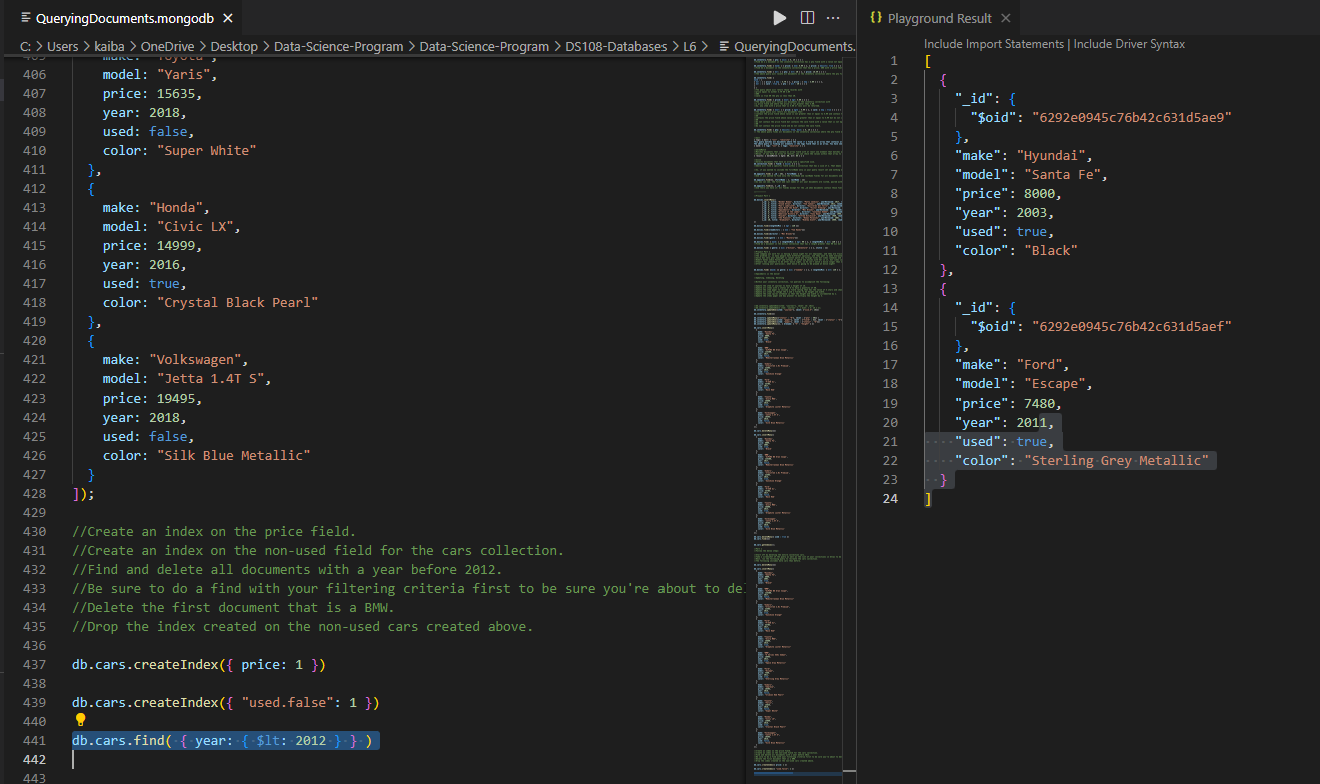 QueryingDocuments.mongodb
Playground Result
C: > Users > kaiba > OneDrive > Desktop > Data-Science-Program > Data-Science-Program > DS108-Databases > L6 > QueryingDocuments.
405 make: "Toyota",
406 model: "Yaris",
407 price: 15635,
408 year: 2018,
409 used: false,
410 color: "Super White"
411 },
412 {
413 make: "Honda",
414 model: "Civic LX",
415 price: 14999,
416 year: 2016,
417 used: true,
418 color: "Crystal Black Pearl"
419 },
420 {
421 make: "Volkswagen",
422 model: "Jetta 1.4T S",
423 price: 19495,
424 year: 2018,
425 used: false,
426 color: "Silk Blue Metallic"
427 }
428 ]);
429
430 //Create an index on the price field.
431 //Create an index on the non-used field for the cars collection.
432 //Find and delete all documents with a year before 2012.
433 //Be sure to do a find with your filtering criteria first to be sure you're about to de
434 //Delete the first document that is a BMW.
435 //Drop the index created on the non-used cars created above.
436
437 db.cars.createIndex({ price: 1 })
438
439 db.cars.createIndex({ "used.false": 1 })
440
441 db.cars.find( { year: { $lt: 2012 } } )
442
443
Include Import Statements | Include Driver Syntax
1 [
2 {
3 "_id": {
4 "$oid": "6292e0945c76b42c631d5ae9"
5 },
6 "make": "Hyundai",
7 "model": "Santa Fe",
8 "price": 8000,
9 "year": 2003,
10 "used": true,
11 "color": "Black"
12 },
13 {
14 "_id": {
15 "$oid": "6292e0945c76b42c631d5aef"
16 },
17 "make": "Ford",
18 "model": "Escape",
19 "price": 7480,
20 "year": 2011,
21 "used": true,
22 "color": "Sterling Grey Metallic"
23 }
24 ]